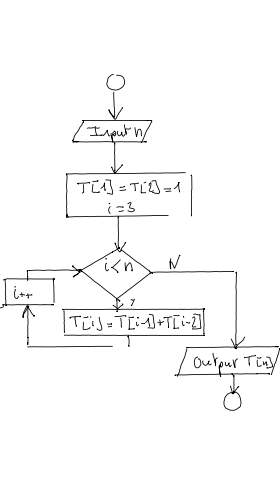 Input n
T[1] = T[2] = 1
i = 3
i < n
N
i++
Y
T[i] = T[i-1] + T[i-2]
Output T[n]